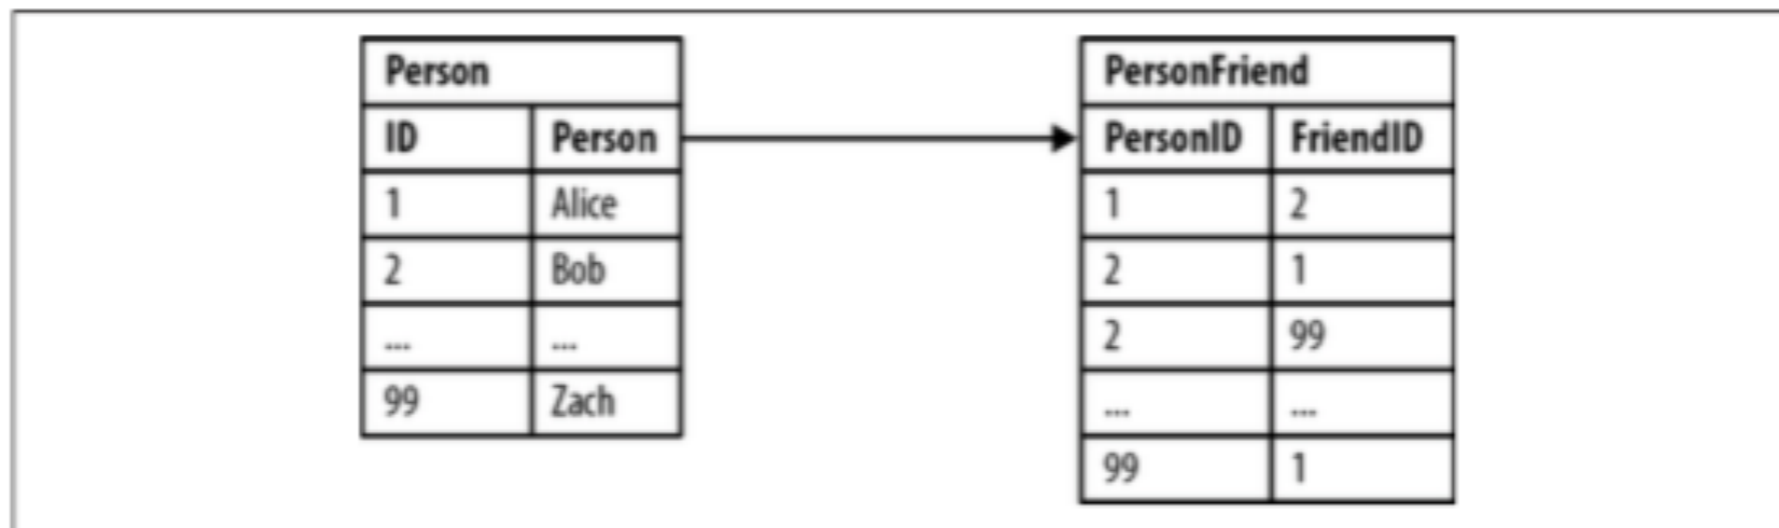 Person
ID Person
1 Alice
2 Bob
... ...
99 Zach
PersonFriend
PersonID FriendID
1 2
2 1
2 99
... ...
99 1